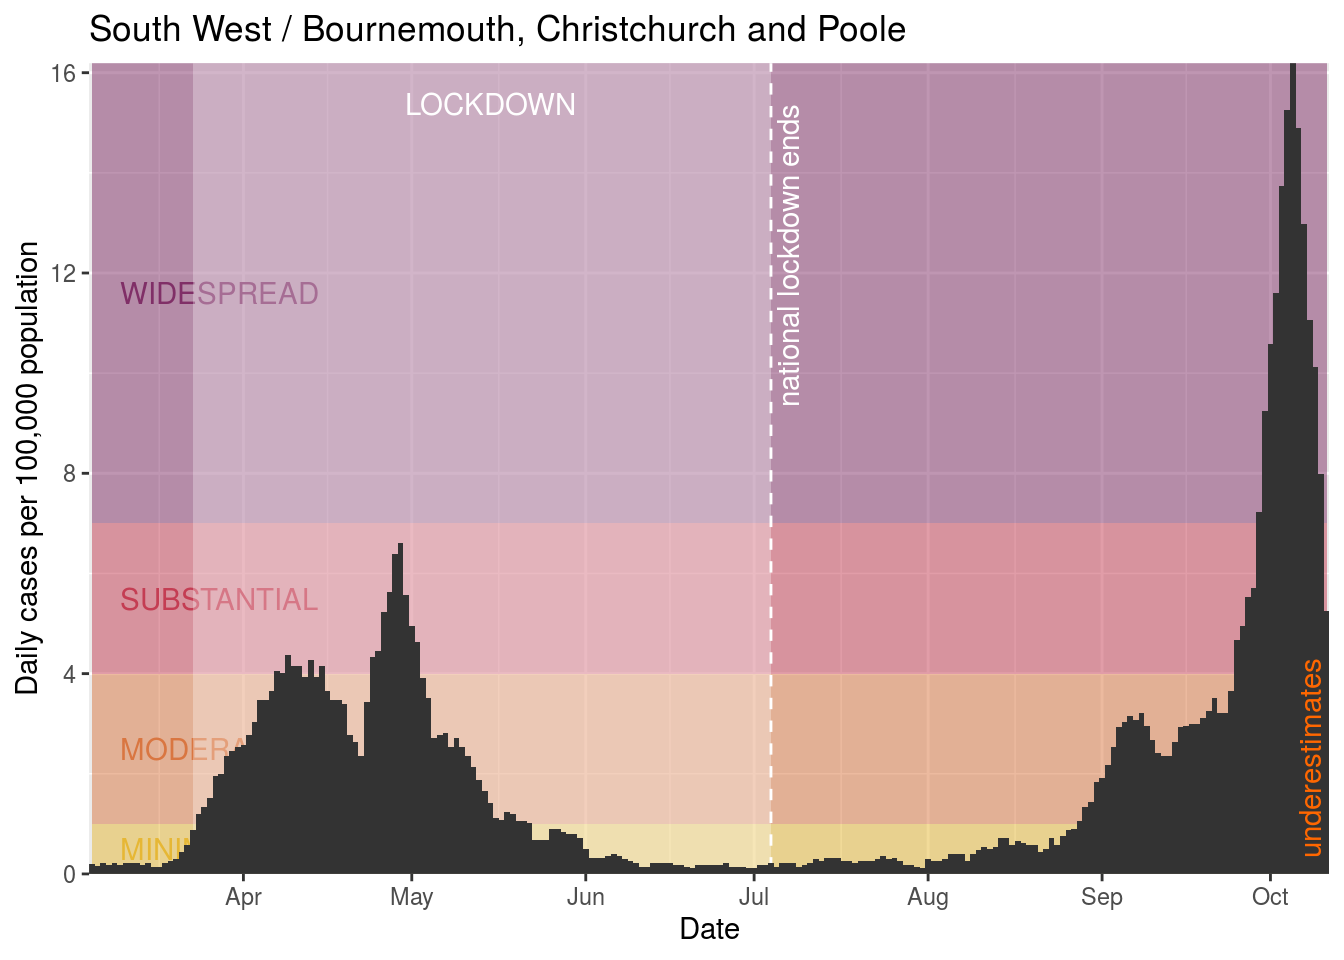 South West / Bournemouth, Christchurch and Poole
16
12
8
4
0
Daily cases per 100,000 population
LOCKDOWN
national lockdown ends
WIDESPREAD
SUBSTANTIAL
underestimates
Apr
May
Jun
Jul
Aug
Sep
Oct
Date